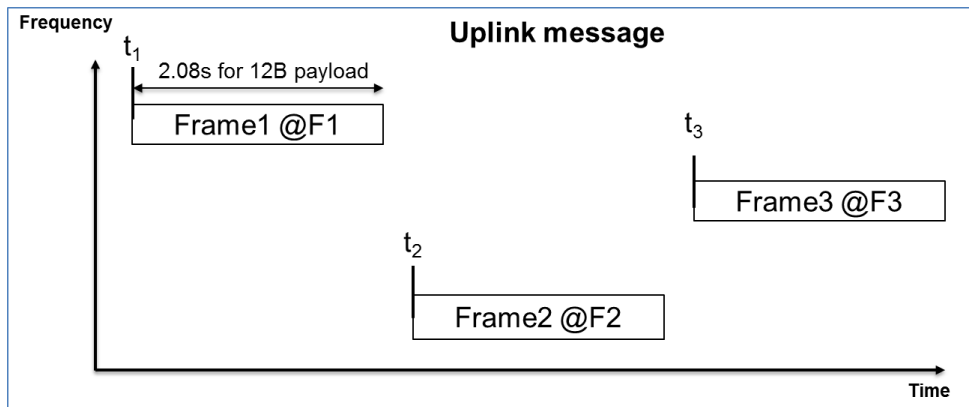 Frequency
Uplink message
t₁
2.08s for 12B payload
Frame1 @F1
t₃
Frame3 @F3
t₂
Frame2 @F2
Time